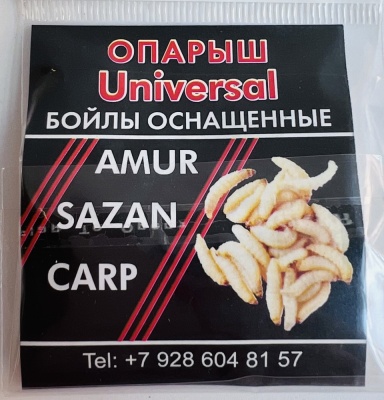 ОПАРЫШ
Universal
БОЙЛЫ ОСНАЩЕННЫЕ
AMUR
SAZAN
CARP
Tel: +7 928 604 81 57